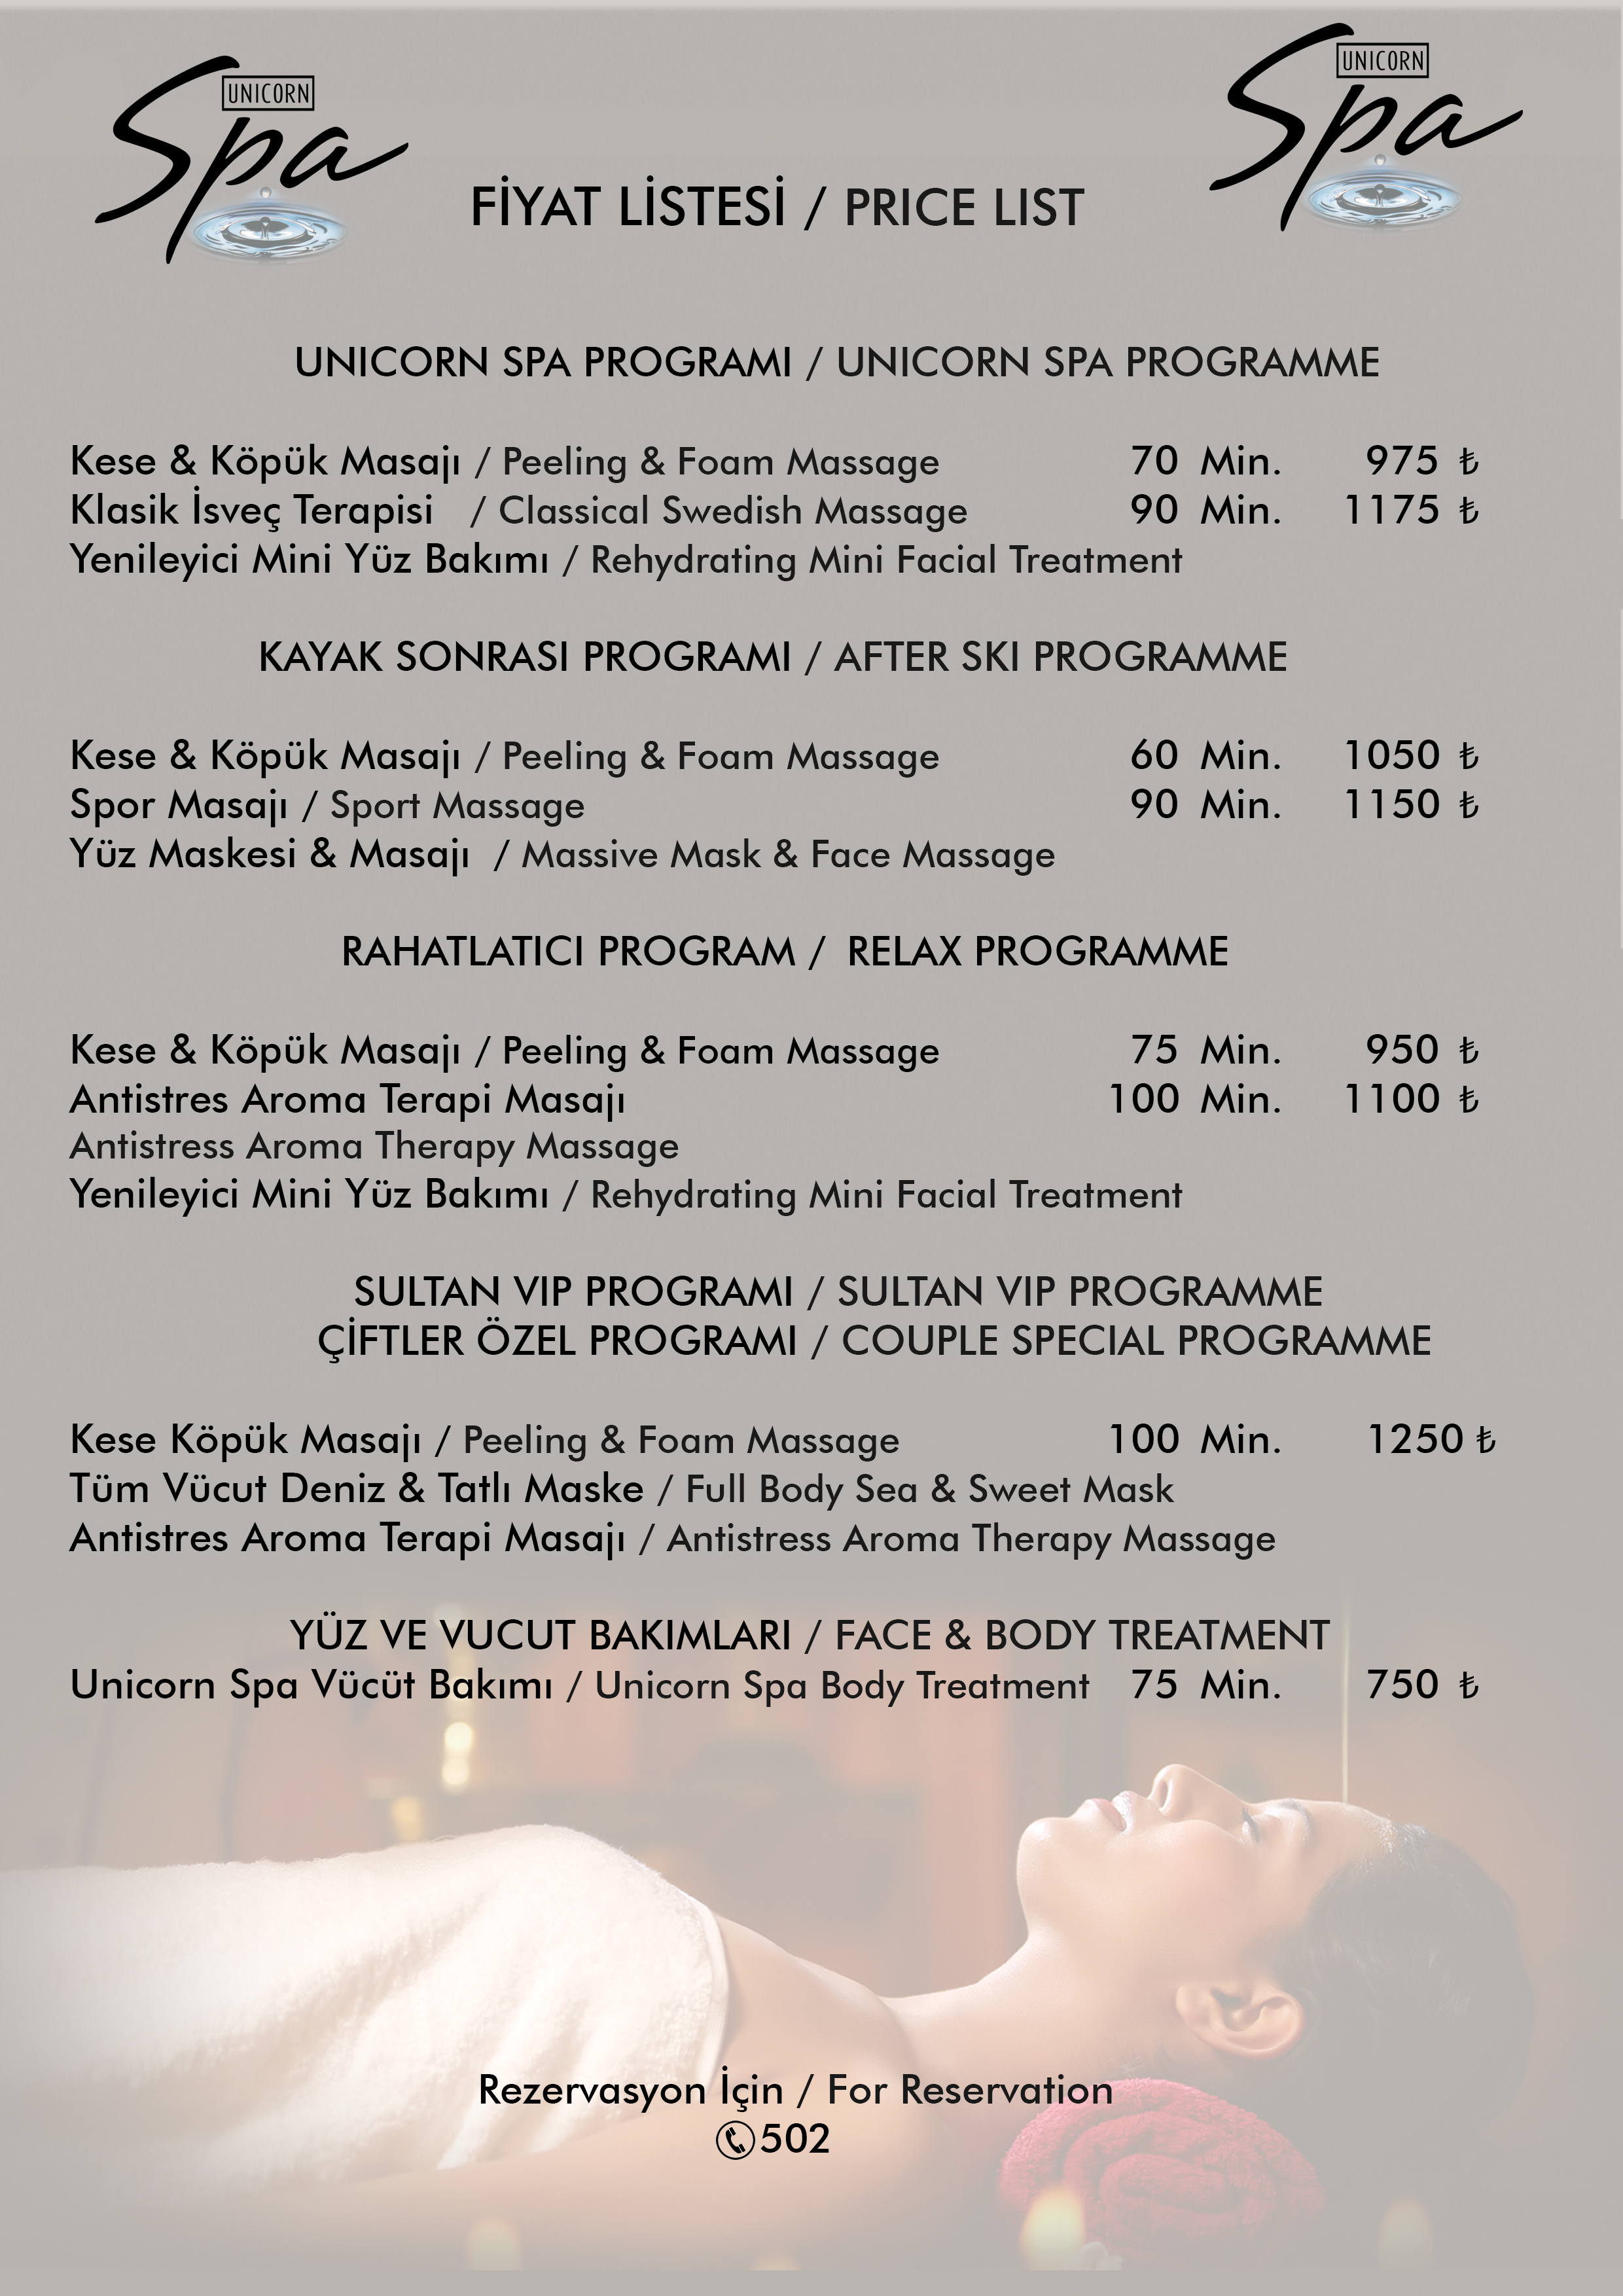 UNICORN
Spa
UNICORN
Spa
FİYAT LİSTESİ / PRICE LIST
UNICORN SPA PROGRAMI / UNICORN SPA PROGRAMME
Kese & Köpük Masajı / Peeling & Foam Massage 70 Min. 975 ₺
Klasik İsveç Terapisi / Classical Swedish Massage 90 Min. 1175 ₺
Yenileyici Mini Yüz Bakımı / Rehydrating Mini Facial Treatment
KAYAK SONRASI PROGRAMI / AFTER SKI PROGRAMME
Kese & Köpük Masajı / Peeling & Foam Massage 60 Min. 1050 ₺
Spor Masajı / Sport Massage 90 Min. 1150 ₺
Yüz Maskesi & Masajı / Massive Mask & Face Massage
RAHATLATICI PROGRAM / RELAX PROGRAMME
Kese & Köpük Masajı / Peeling & Foam Massage 75 Min. 950 ₺
Antistres Aroma Terapi Masajı 100 Min. 1100 ₺
Antistress Aroma Therapy Massage
Yenileyici Mini Yüz Bakımı / Rehydrating Mini Facial Treatment
SULTAN VIP PROGRAMI / SULTAN VIP PROGRAMME
ÇİFTLER ÖZEL PROGRAMI / COUPLE SPECIAL PROGRAMME
Kese Köpük Masajı / Peeling & Foam Massage 100 Min. 1250 ₺
Tüm Vücut Deniz & Tatlı Maske / Full Body Sea & Sweet Mask
Antistres Aroma Terapi Masajı / Antistress Aroma Therapy Massage
YÜZ VE VUCUT BAKIMLARI / FACE & BODY TREATMENT
Unicorn Spa Vücüt Bakımı / Unicorn Spa Body Treatment 75 Min. 750 ₺
Rezervasyon İçin / For Reservation
502